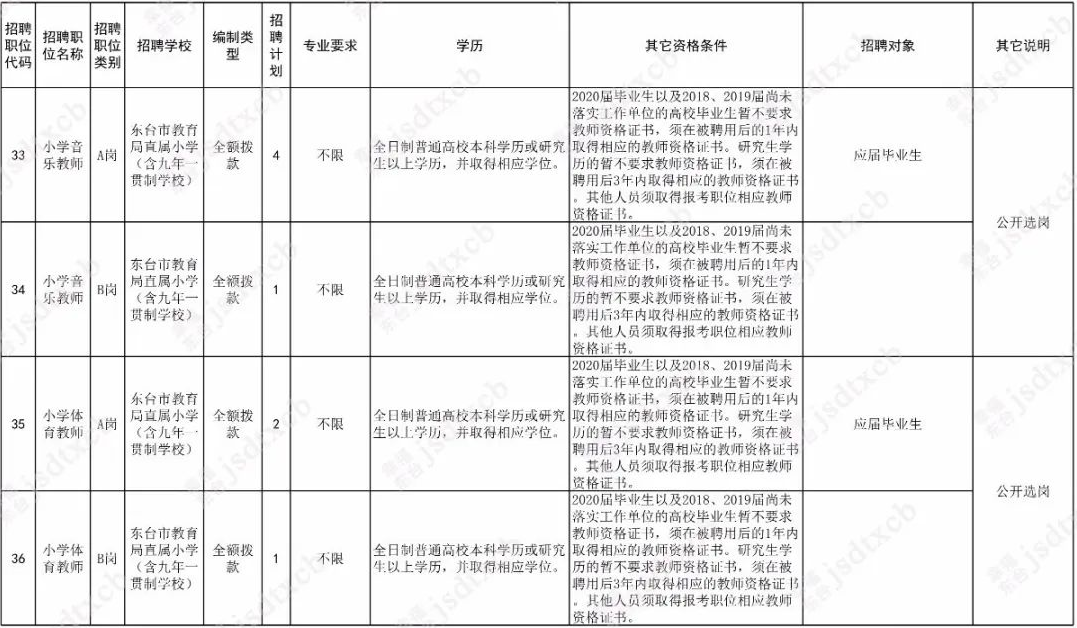 招聘职位代码 招聘职位名称 招聘职位类别 招聘学校 编制类型 招聘计划 专业要求 学历 其它资格条件 招聘对象 其它说明
33 小学音乐教师 A岗 东台市教育局直属小学（含九年一贯制学校） 全额拨款 4 不限 全日制普通高校本科学历或研究生以上学历，并取得相应学位。 2020届毕业生以及2018、2019届尚未落实工作单位的高校毕业生暂不要求教师资格证书，须在被聘用后的1年内取得相应的教师资格证书。研究生学历的暂不要求教师资格证书，须在被聘用后3年内取得相应的教师资格证书。其他人员须取得报考职位相应教师资格证书。 应届毕业生 公开选岗
34 小学音乐教师 B岗 东台市教育局直属小学（含九年一贯制学校） 全额拨款 1 不限 全日制普通高校本科学历或研究生以上学历，并取得相应学位。 2020届毕业生以及2018、2019届尚未落实工作单位的高校毕业生暂不要求教师资格证书，须在被聘用后的1年内取得相应的教师资格证书。研究生学历的暂不要求教师资格证书，须在被聘用后3年内取得相应的教师资格证书。其他人员须取得报考职位相应教师资格证书。
35 小学体育教师 A岗 东台市教育局直属小学（含九年一贯制学校） 全额拨款 2 不限 全日制普通高校本科学历或研究生以上学历，并取得相应学位。 2020届毕业生以及2018、2019届尚未落实工作单位的高校毕业生暂不要求教师资格证书，须在被聘用后的1年内取得相应的教师资格证书。研究生学历的暂不要求教师资格证书，须在被聘用后3年内取得相应的教师资格证书。其他人员须取得报考职位相应教师资格证书。 应届毕业生 公开选岗
36 小学体育教师 B岗 东台市教育局直属小学（含九年一贯制学校） 全额拨款 1 不限 全日制普通高校本科学历或研究生以上学历，并取得相应学位。 2020届毕业生以及2018、2019届尚未落实工作单位的高校毕业生暂不要求教师资格证书，须在被聘用后的1年内取得相应的教师资格证书。研究生学历的暂不要求教师资格证书，须在被聘用后3年内取得相应的教师资格证书。其他人员须取得报考职位相应教师资格证书。
jsdtxcb